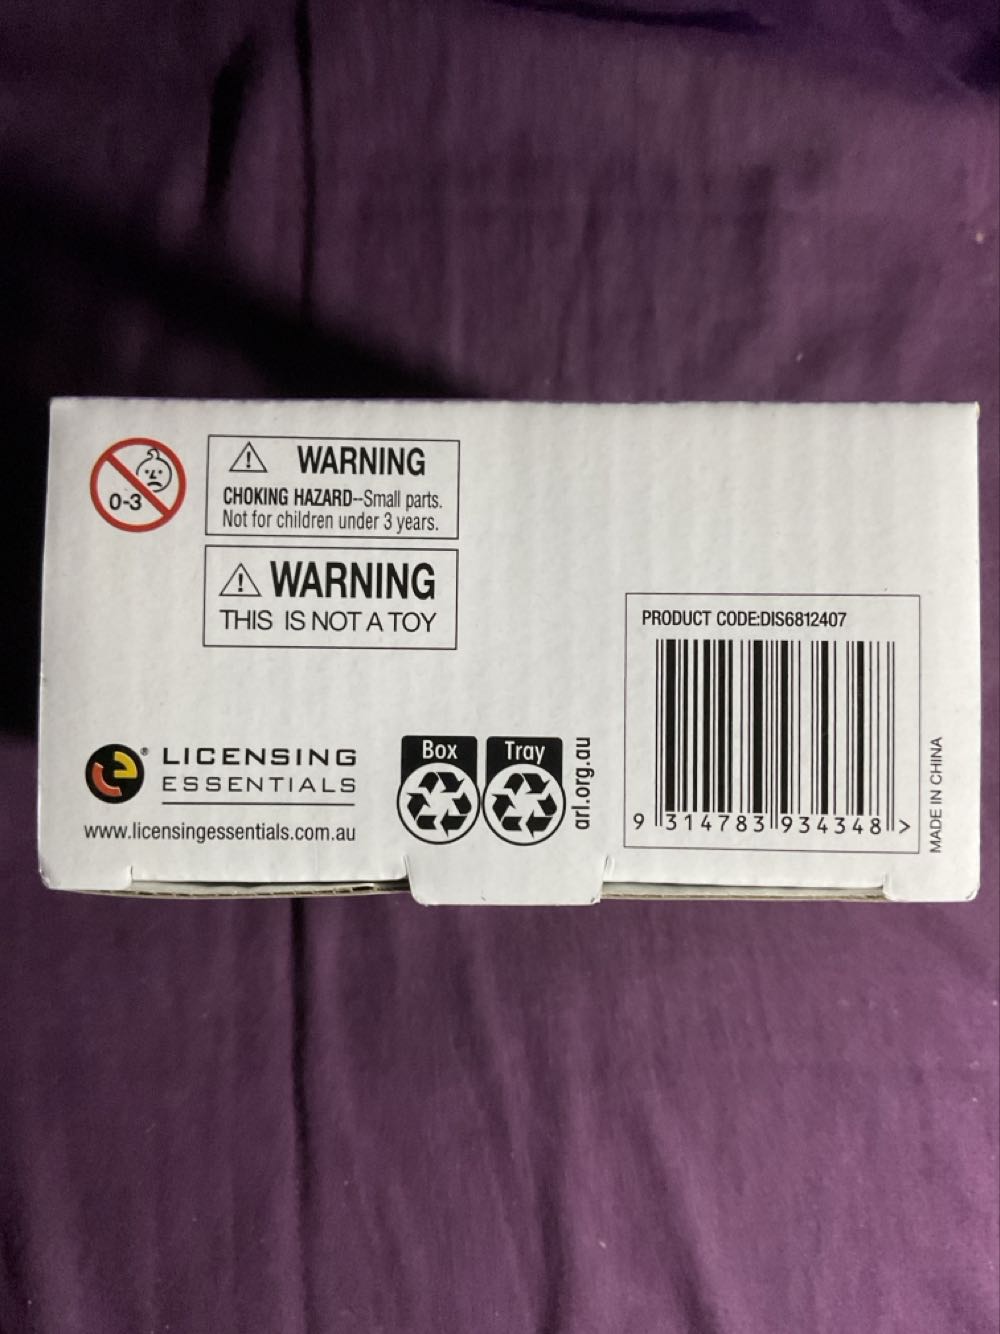 0-3
WARNING
CHOKING HAZARD--Small parts.
Not for children under 3 years.
WARNING
THIS IS NOT A TOY
LICENSING
ESSENTIALS
www.licensingessentials.com.au
Box
Tray
arl.org.au
PRODUCT CODE:DIS6812407
9 314783 934348 >
MADE IN CHINA